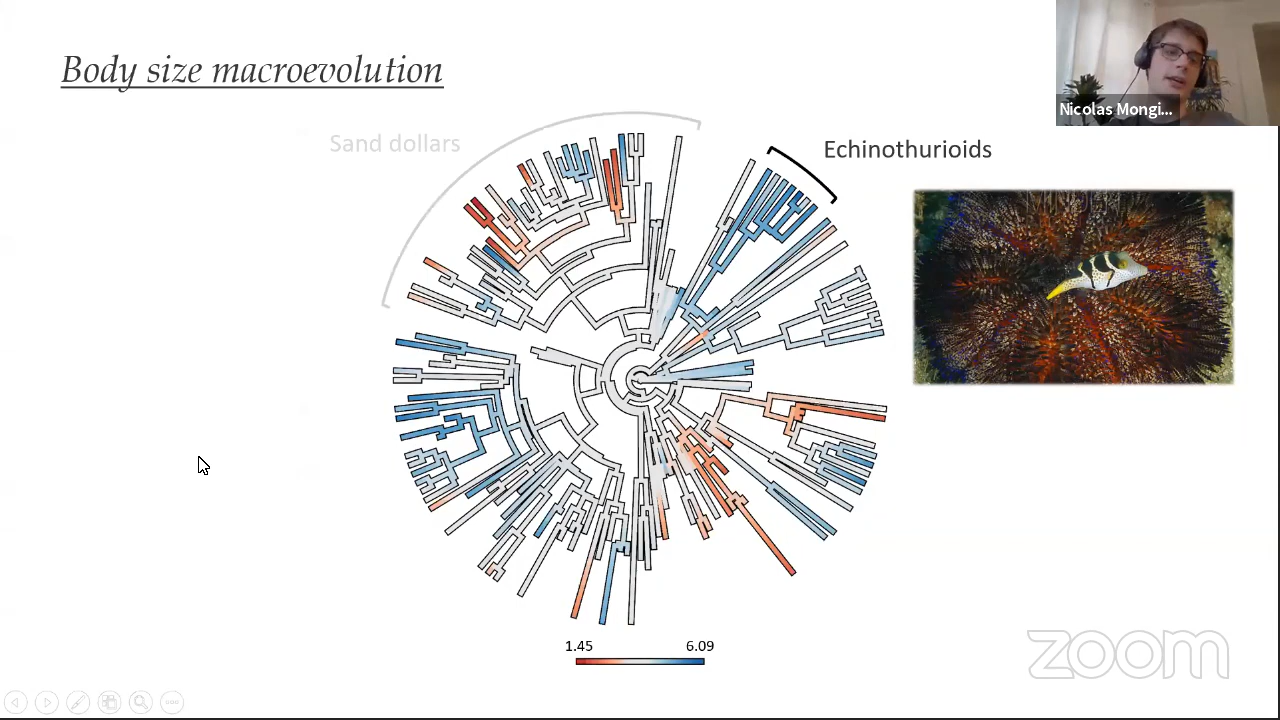 Body size macroevolution
Nicolas Mongi...
Sand dollars
Echinothurioids
1.45
6.09
zoom